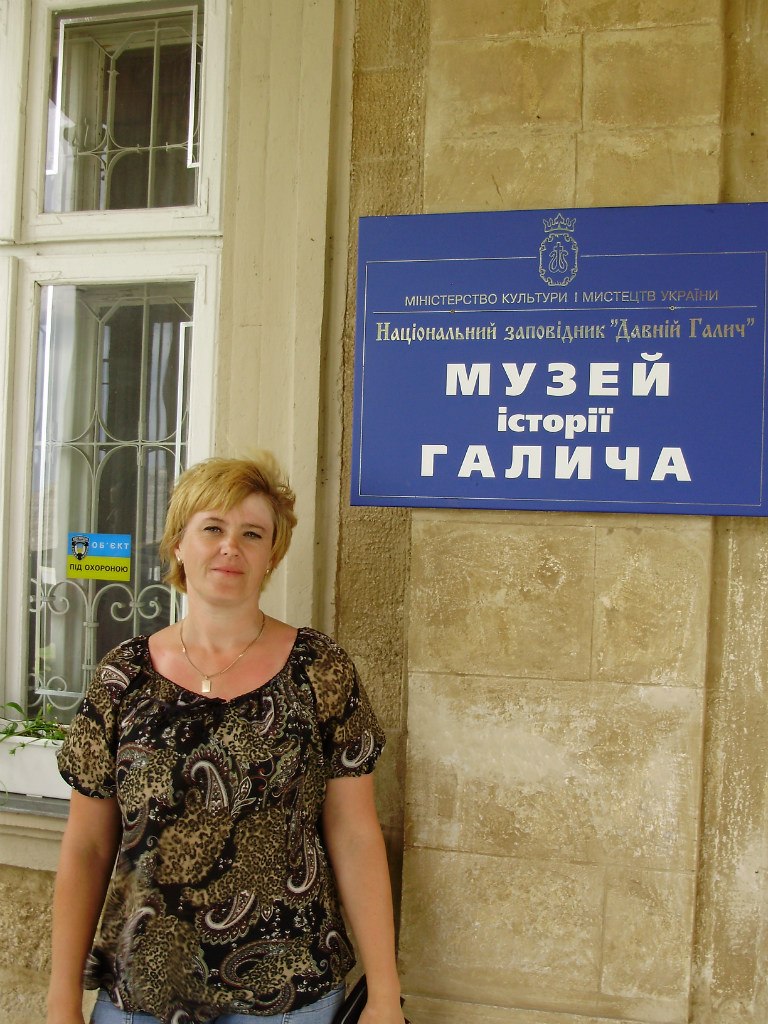 МІНІСТЕРСТВО КУЛЬТУРИ І МИСТЕЦТВ УКРАЇНИ
Національний заповідник "Давній Галич"
МУЗЕЙ
історії
ГАЛИЧА
ОБ'ЄКТ
ПІД ОХОРОНОЮ